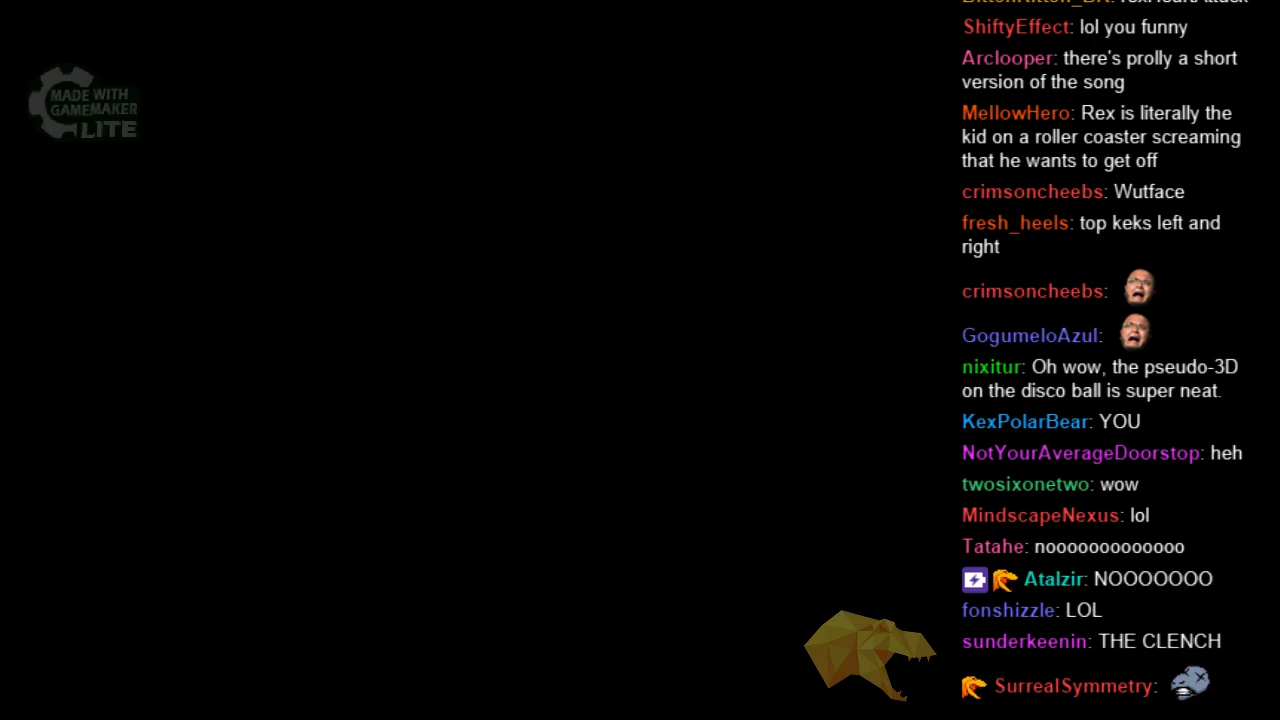 MADE WITH
GAMEMAKER
LITE
ShiftyEffect: lol you funny
Arclooper: there's prolly a short
version of the song
MellowHero: Rex is literally the
kid on a roller coaster screaming
that he wants to get off
crimsoncheebs: Wutface
fresh_heels: top keks left and
right
crimsoncheebs:
GogumeloAzul:
nixitur: Oh wow, the pseudo-3D
on the disco ball is super neat.
KexPolarBear: YOU
NotYourAverageDoorstop: heh
twosixonetwo: wow
MindscapeNexus: lol
Tatahe: nooooooooooooo
Atalzir: NOOOOOOO
fonshizzle: LOL
sunderkeenin: THE CLENCH
SurrealSymmetry: